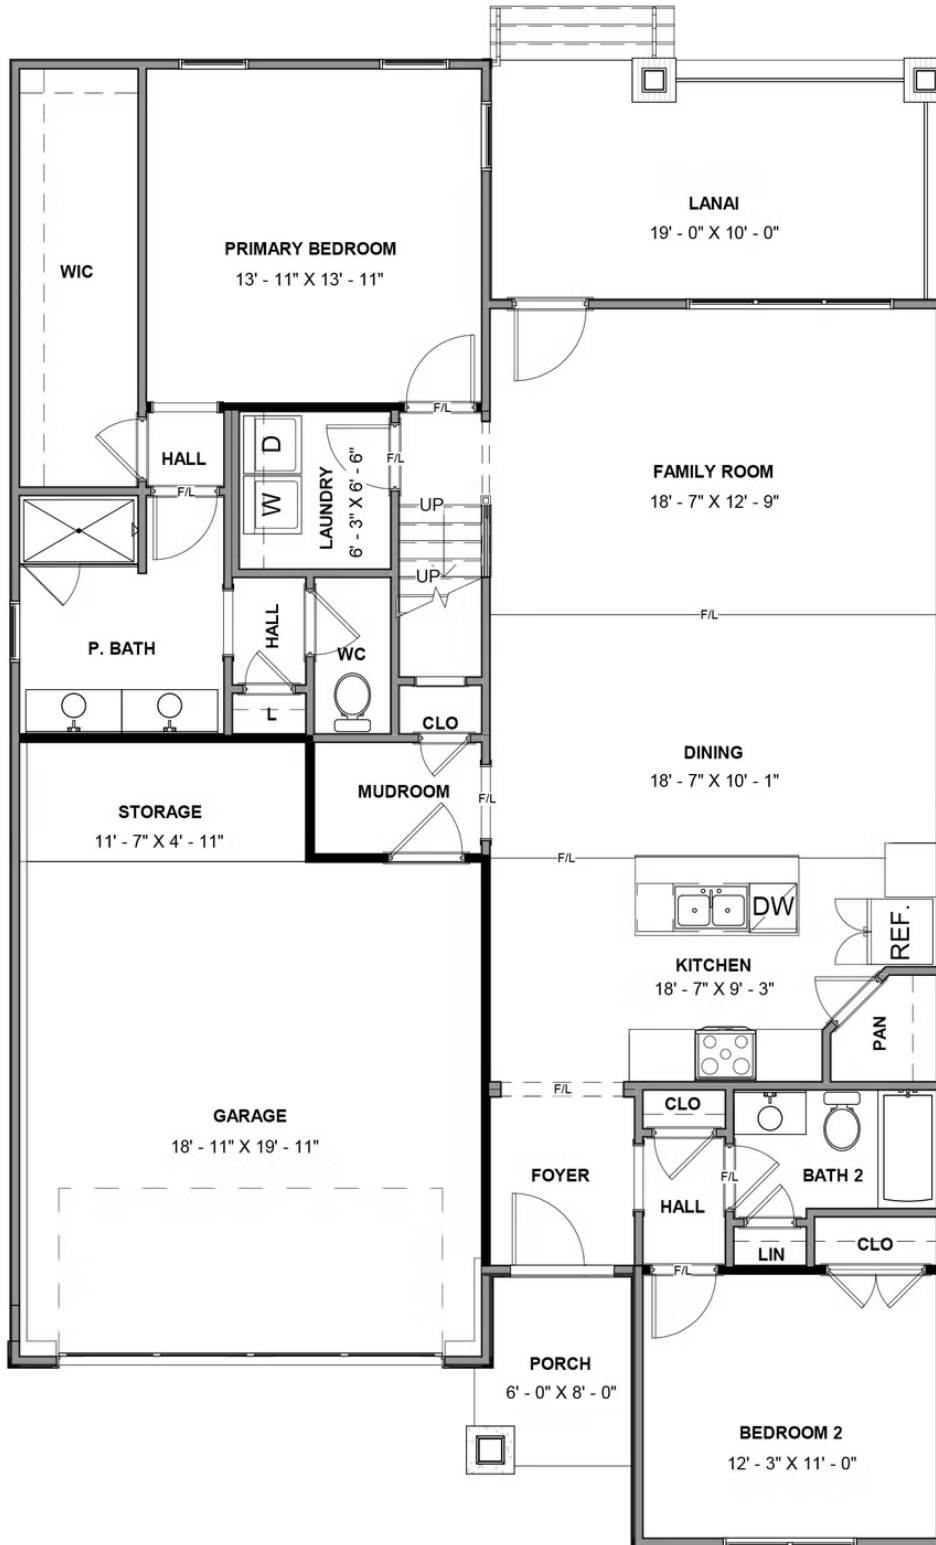 LANAI
19' - 0" X 10' - 0"
PRIMARY BEDROOM
13' - 11" X 13' - 11"
WIC
F/L
D
HALL
F/L
F/L
W
LAUNDRY
6' - 3" X 6' - 6"
UP
UP
FAMILY ROOM
18' - 7" X 12' - 9"
F/L
HALL
P. BATH
WC
L
CLO
DINING
18' - 7" X 10' - 1"
MUDROOM
F/L
STORAGE
11' - 7" X 4' - 11"
F/L
DW
REF.
KITCHEN
18' - 7" X 9' - 3"
PAN
F/L
CLO
GARAGE
18' - 11" X 19' - 11"
FOYER
F/L
BATH 2
HALL
LIN
CLO
F/L
PORCH
6' - 0" X 8' - 0"
BEDROOM 2
12' - 3" X 11' - 0"